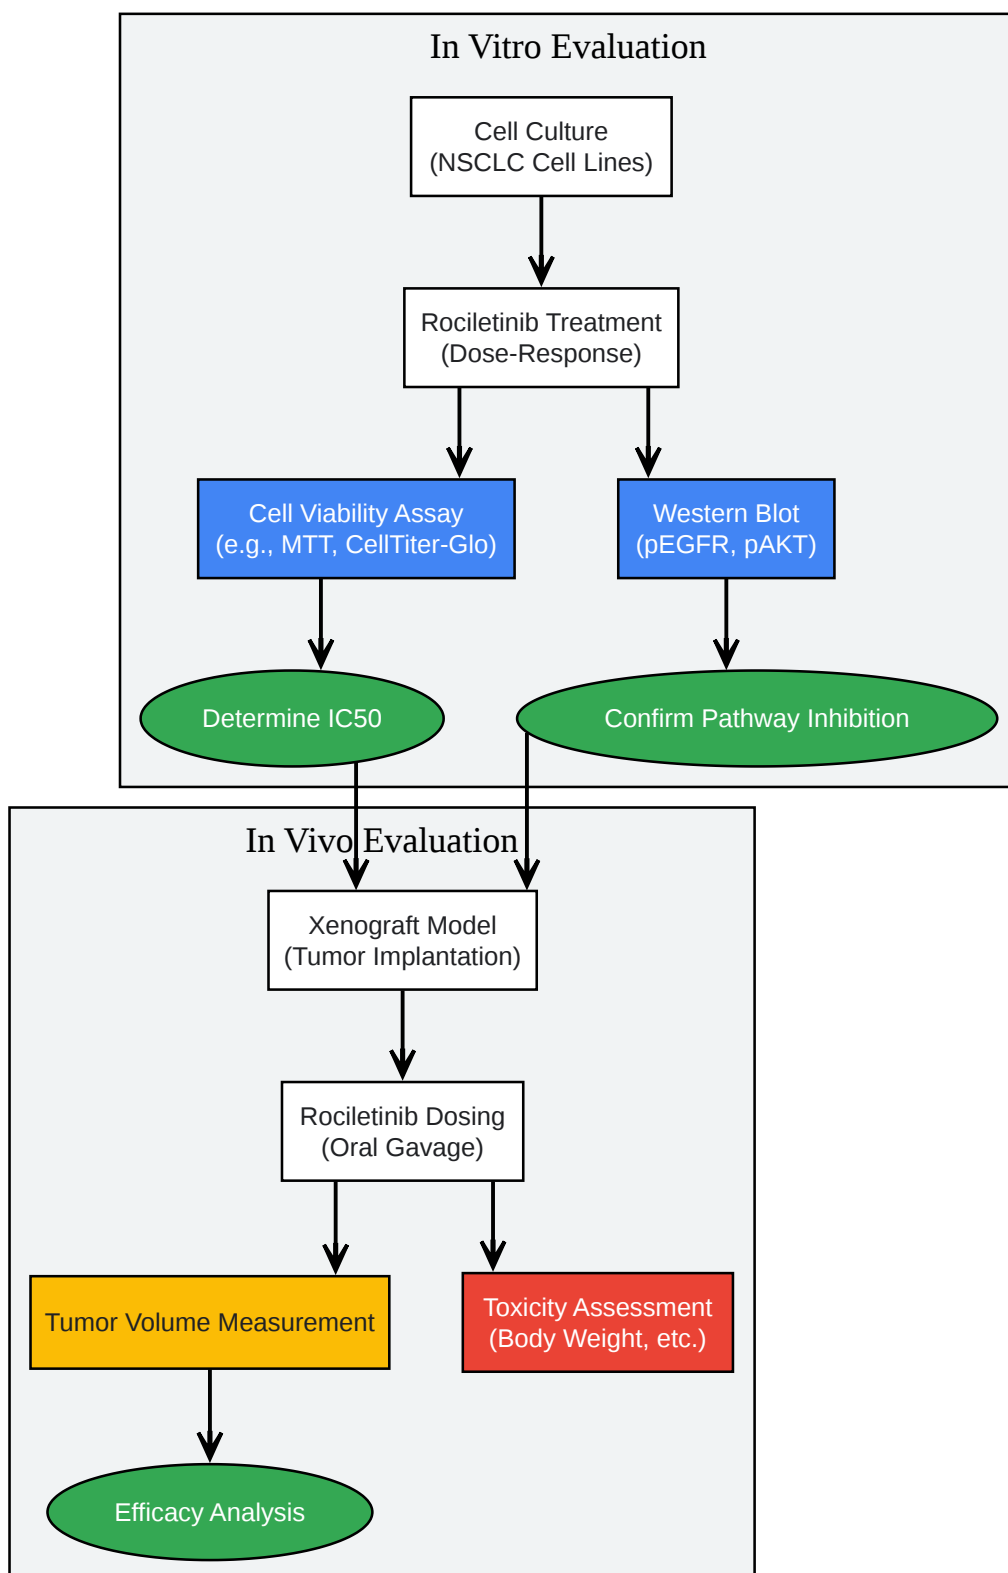 In Vitro Evaluation
Cell Culture
(NSCLC Cell Lines)
Rociletinib Treatment
(Dose-Response)
Cell Viability Assay
(e.g., MTT, CellTiter-Glo)
Western Blot
(pEGFR, pAKT)
Determine IC50
Confirm Pathway Inhibition
In Vivo Evaluation
Xenograft Model
(Tumor Implantation)
Rociletinib Dosing
(Oral Gavage)
Tumor Volume Measurement
Toxicity Assessment
(Body Weight, etc.)
Efficacy Analysis